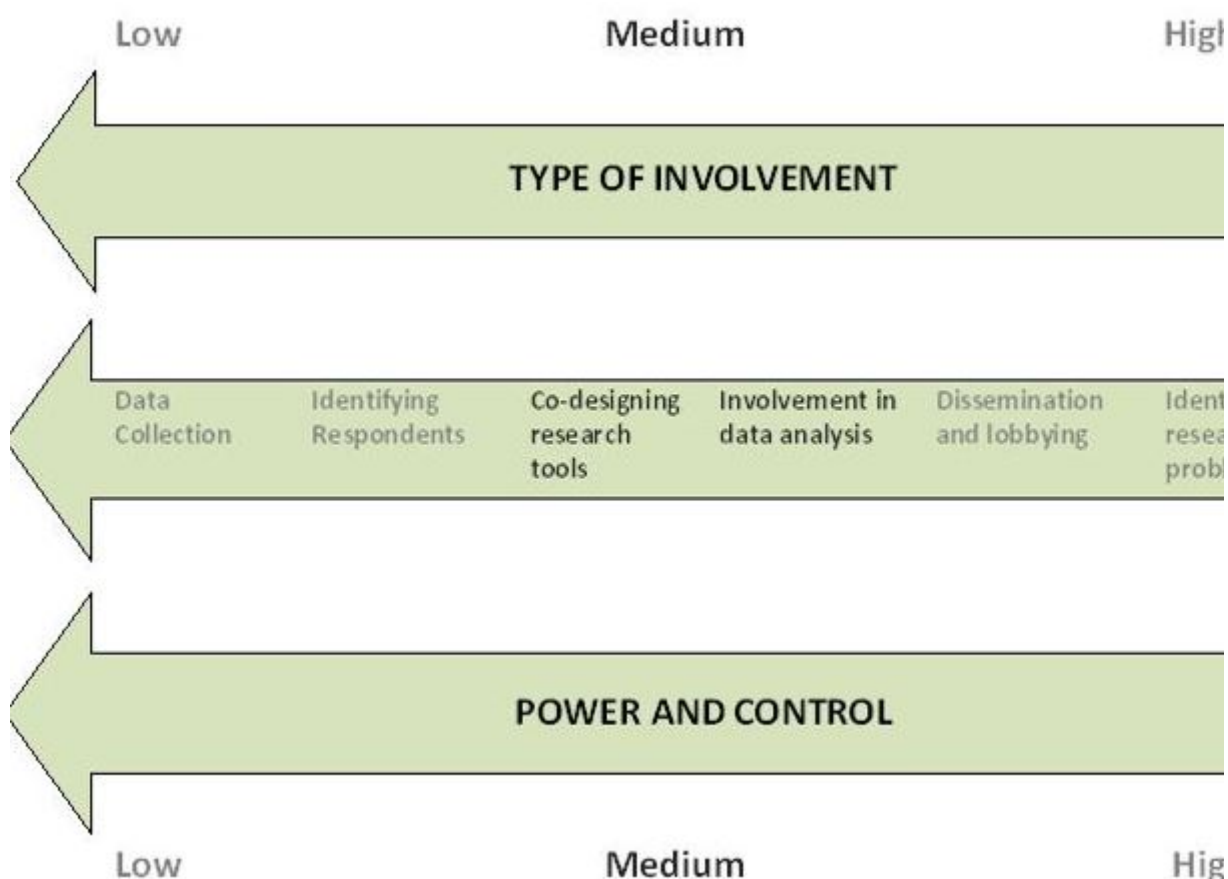 Low Medium High
TYPE OF INVOLVEMENT
Data Collection
Identifying Respondents
Co-designing research tools
Involvement in data analysis
Dissemination and lobbying
POWER AND CONTROL
Low Medium